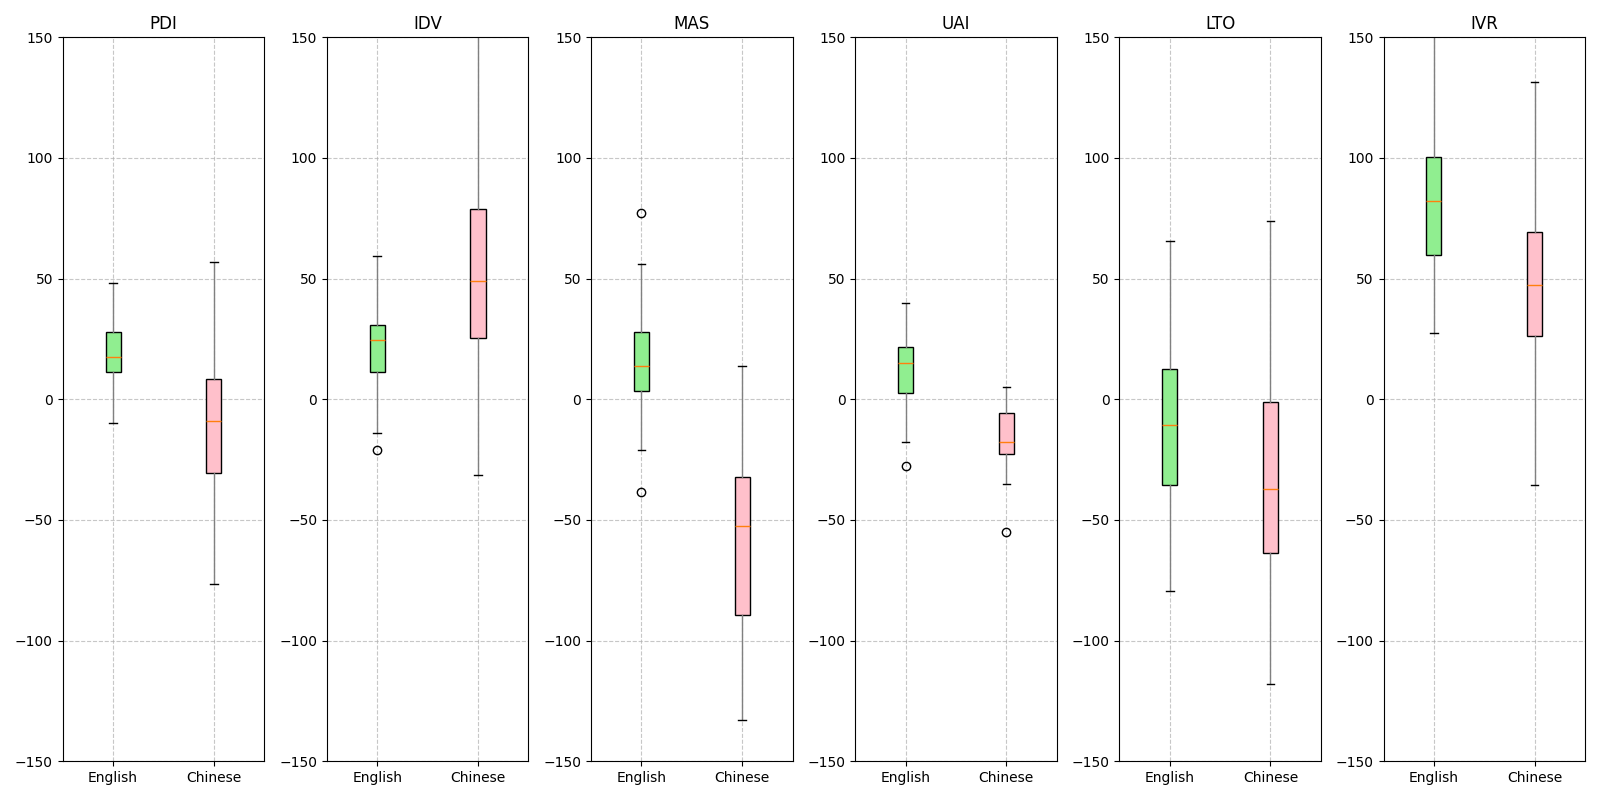 PDI IDV MAS UAI LTO IVR
150 150 150 150 150 150
100 100 100 100 100 100
50 50 50 50 50 50
0 0 0 0 0 0
−50 −50 −50 −50 −50 −50
−100 −100 −100 −100 −100 −100
−150 −150 −150 −150 −150 −150
English Chinese English Chinese English Chinese English Chinese English Chinese English Chinese